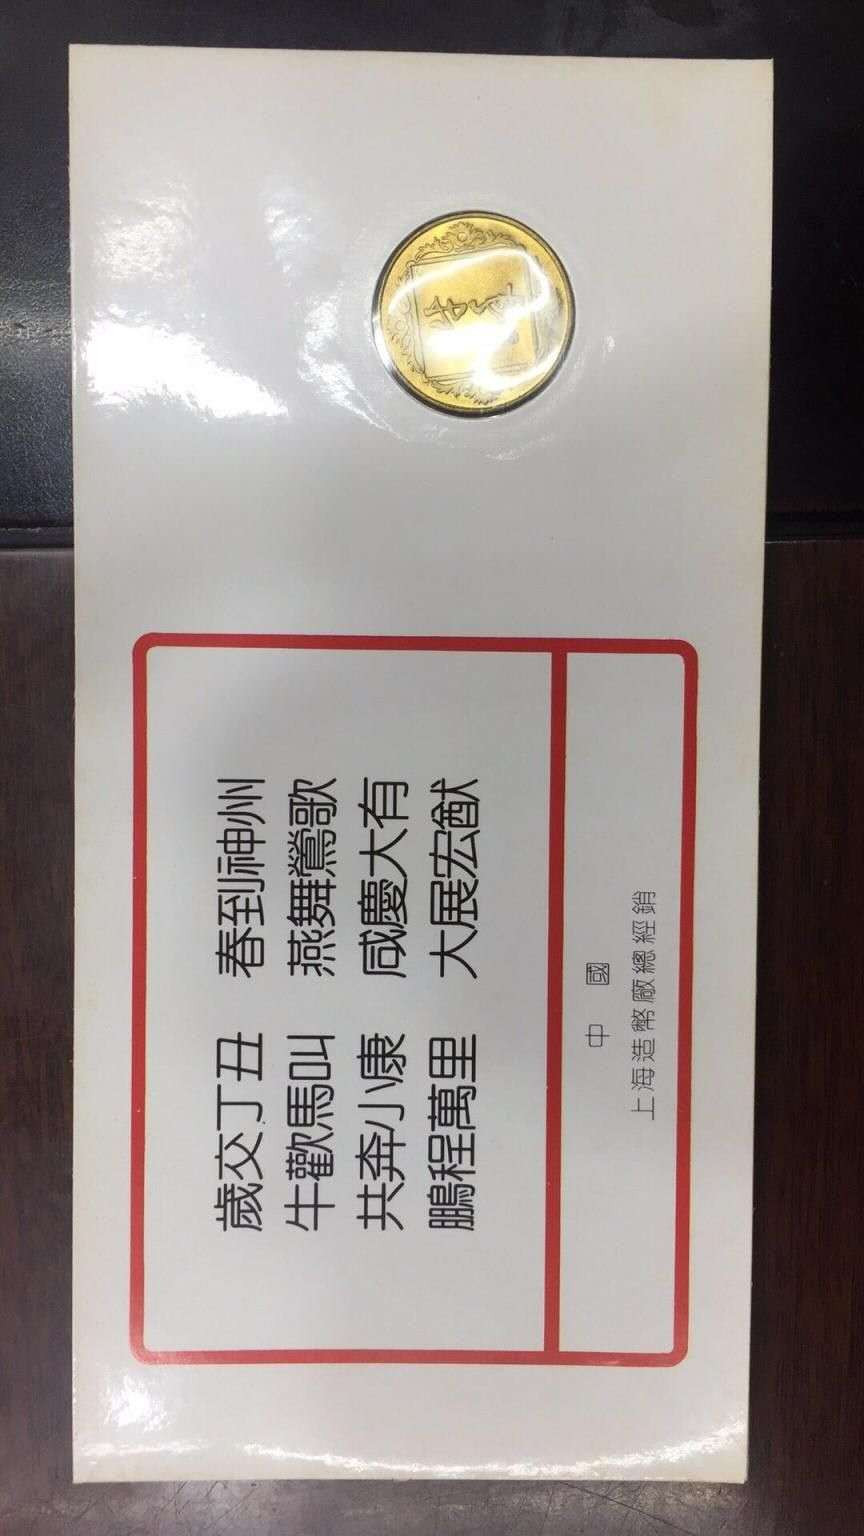 歲交丁丑 春到神州
牛歡馬叫 燕舞鶯歌
共奔小康 咸慶大有
鵬程萬里 大展宏猷
中國
上海造幣廠總經銷